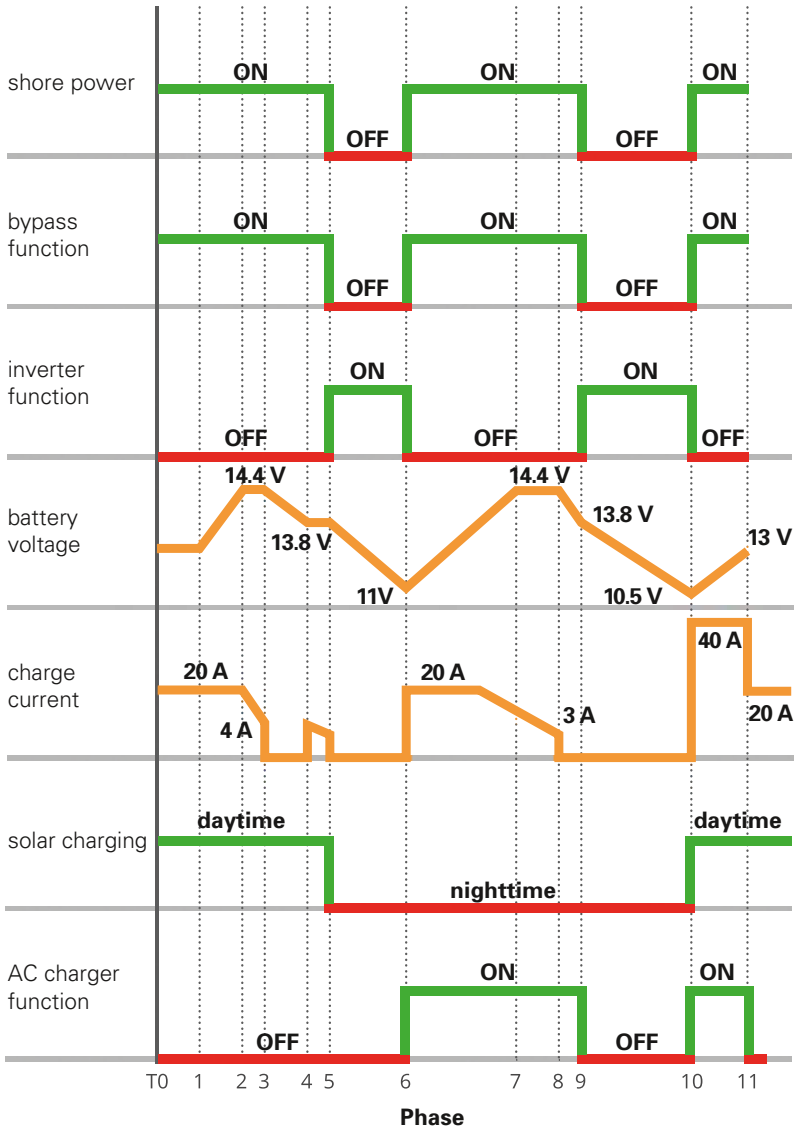 ON ON ON
shore power
OFF OFF
ON ON ON
bypass
function
OFF OFF
ON ON
inverter
function
OFF OFF OFF
14.4 V 14.4 V
battery
voltage
13.8 V
13.8 V
13 V
11V 10.5 V
40 A
charge
current
20 A 20 A
4 A 3 A 20 A
daytime daytime
solar charging
nighttime
AC charger
function
ON ON
OFF OFF
T0 1 2 3 4 5 6 7 8 9 10 11
Phase